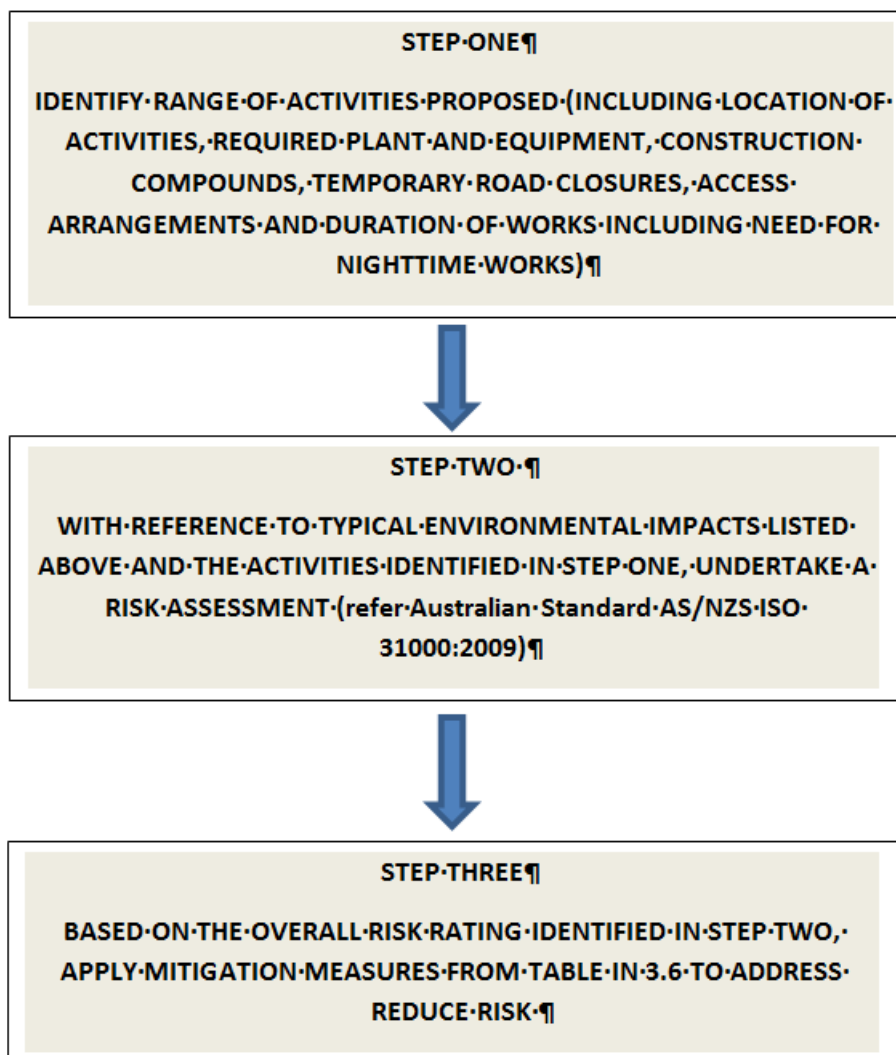 STEP·ONE¶
IDENTIFY·RANGE·OF·ACTIVITIES·PROPOSED·(INCLUDING·LOCATION·OF·
ACTIVITIES,·REQUIRED·PLANT·AND·EQUIPMENT,·CONSTRUCTION·
COMPOUNDS,·TEMPORARY·ROAD·CLOSURES,·ACCESS·
ARRANGEMENTS·AND·DURATION·OF·WORKS·INCLUDING·NEED·FOR·
NIGHTTIME·WORKS)¶
STEP·TWO·¶
WITH·REFERENCE·TO·TYPICAL·ENVIRONMENTAL·IMPACTS·LISTED·
ABOVE·AND·THE·ACTIVITIES·IDENTIFIED·IN·STEP·ONE,·UNDERTAKE·A·
RISK·ASSESSMENT·(refer·Australian·Standard·AS/NZS·ISO·
31000:2009)¶
STEP·THREE¶
BASED·ON·THE·OVERALL·RISK·RATING·IDENTIFIED·IN·STEP·TWO,·
APPLY·MITIGATION·MEASURES·FROM·TABLE·IN·3.6·TO·ADDRESS·
REDUCE·RISK·¶